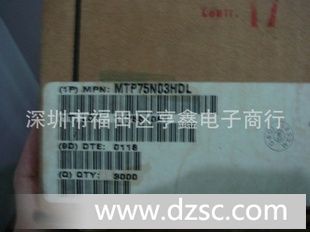 (1P) MPN: MTP75N03HDL
深圳市福田区亨鑫电子商行
(9D) DTE: 0118
(Q) QTY: 3000
www.dzsc.com